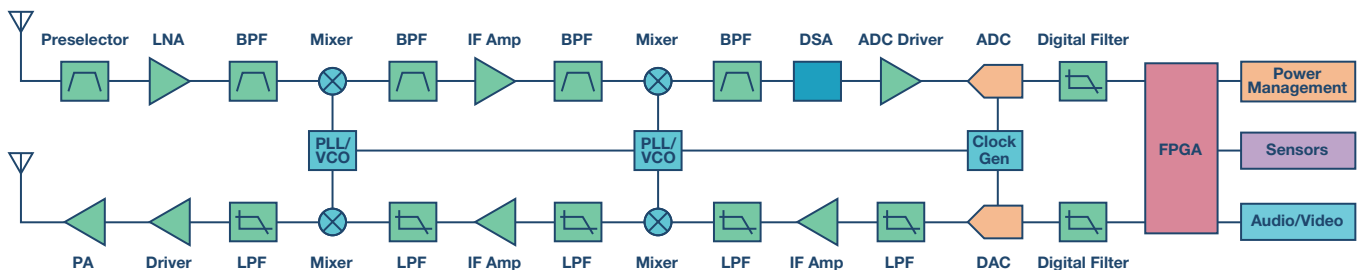 Preselector LNA BPF Mixer BPF IF Amp BPF Mixer BPF DSA ADC Driver ADC Digital Filter
Power
Management
PLL/
VCO
PLL/
VCO
Clock
Gen
FPGA
Sensors
Audio/Video
PA Driver LPF Mixer LPF IF Amp LPF Mixer LPF IF Amp LPF DAC Digital Filter